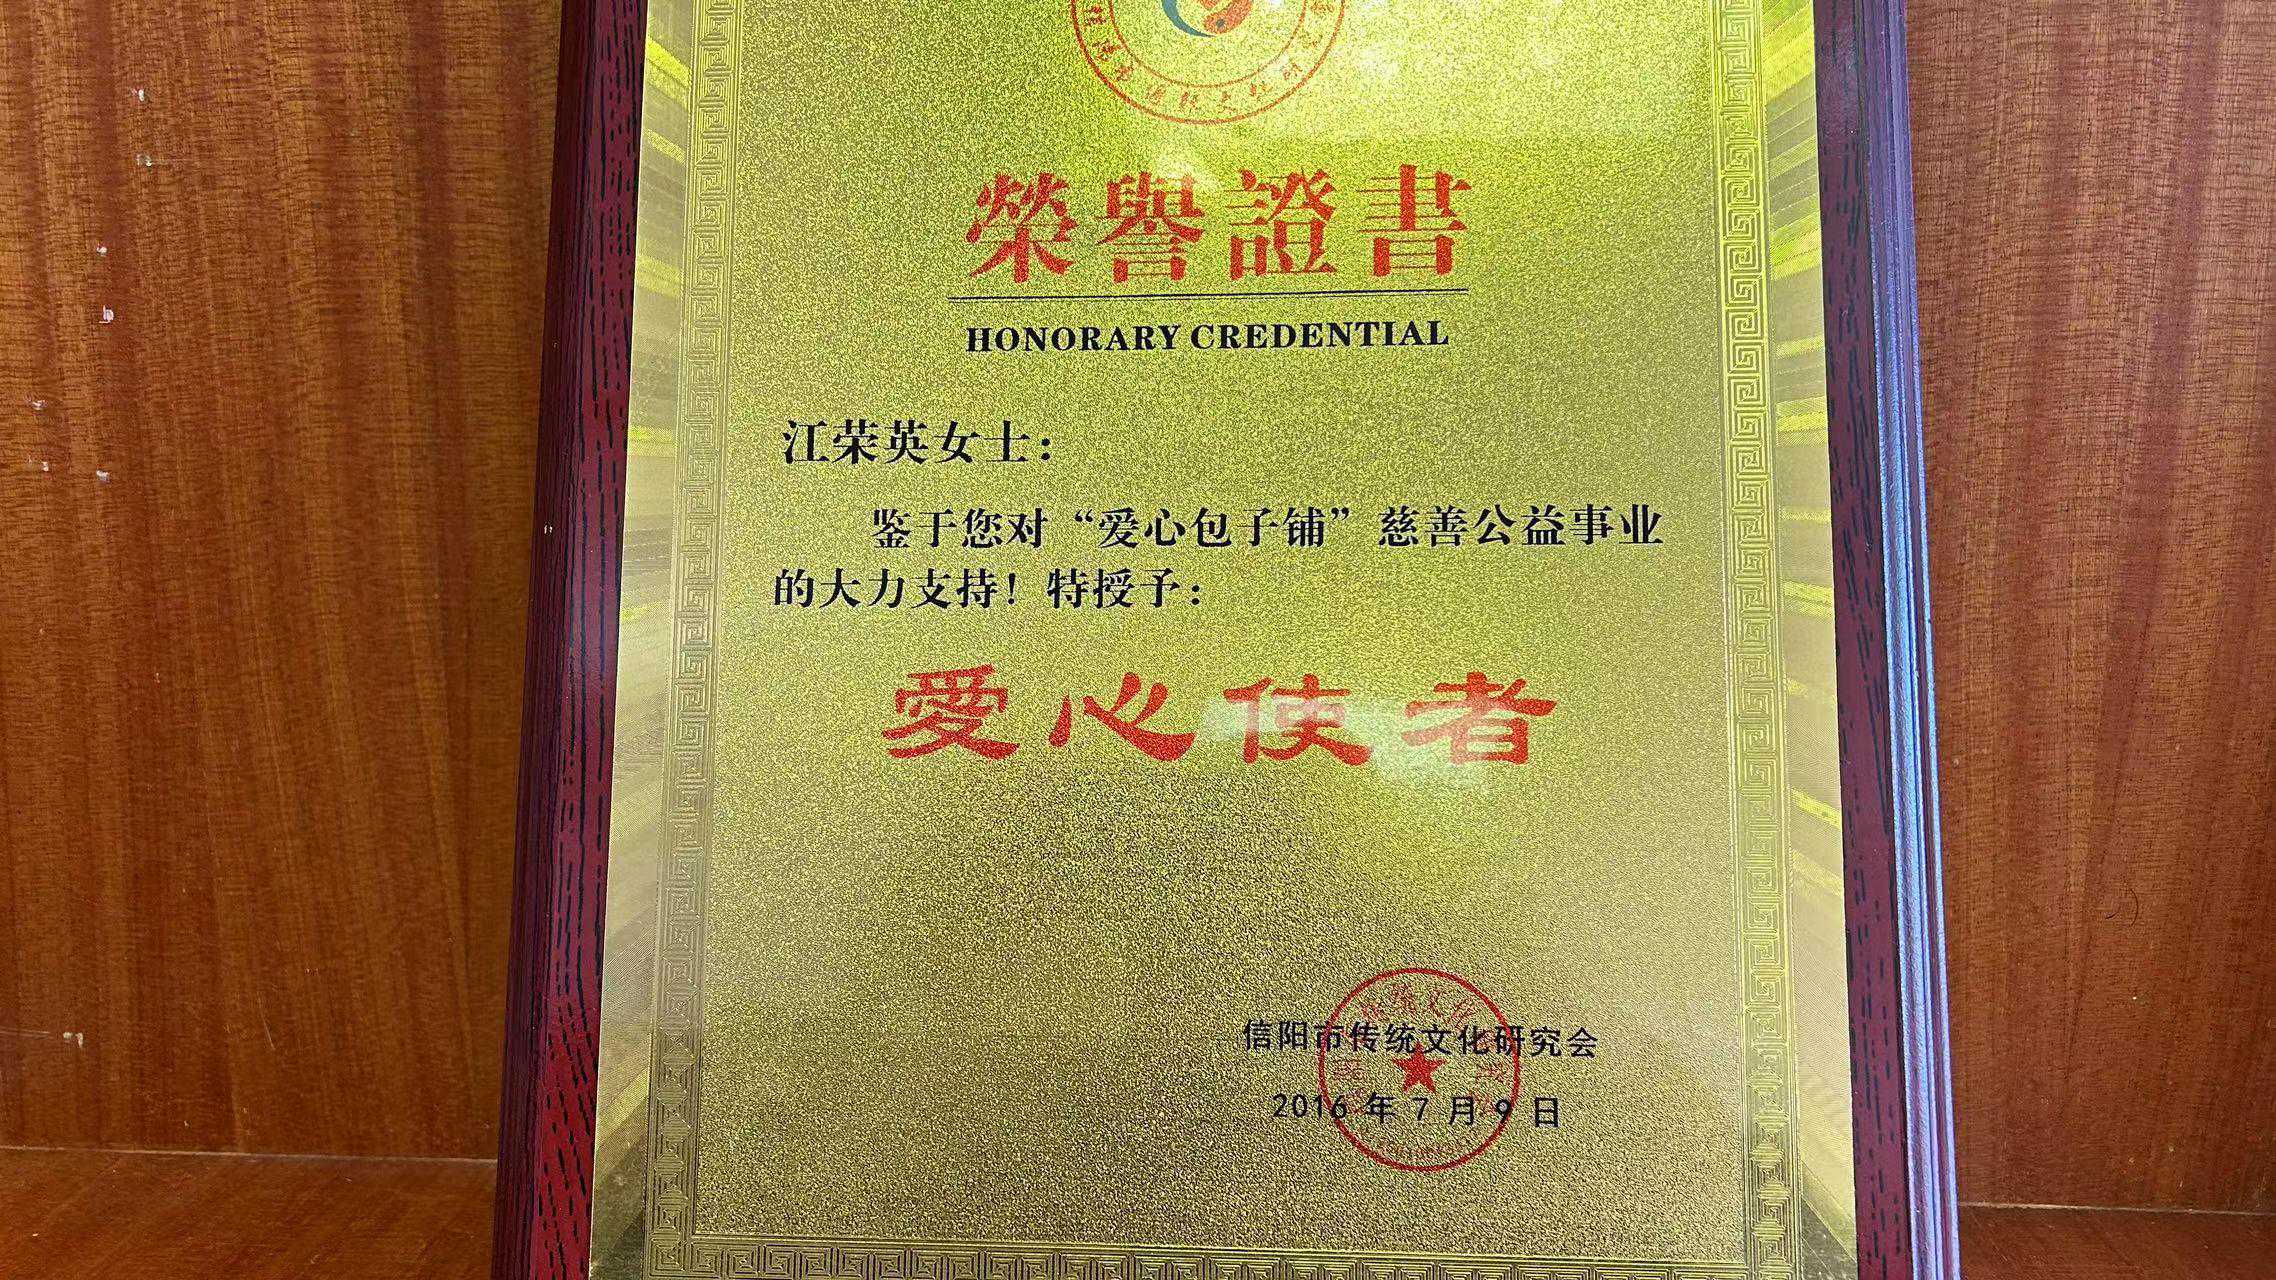 榮譽證書
HONORARY CREDENTIAL
江荣英女士：
鉴于您对“爱心包子铺”慈善公益事业
的大力支持！特授予：
愛心使者
信阳市传统文化研究会
2016 年 7 月 9 日